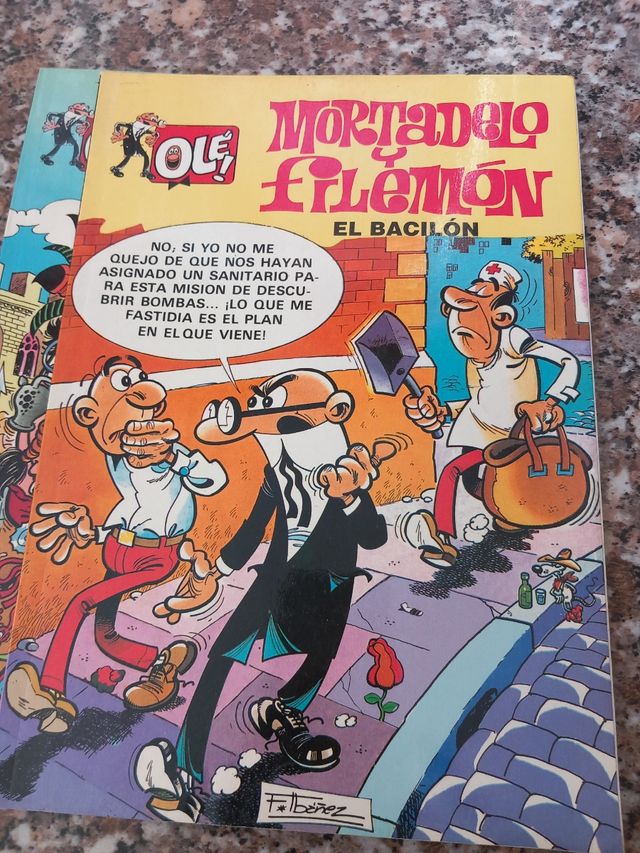 OLÉ!
MORTADELO
Y
FILEMÓN
EL BACILÓN
NO; SI YO NO ME
QUEJO DE QUE NOS HAYAN
ASIGNADO UN SANITARIO PA-
RA ESTA MISION DE DESCU-
BRIR BOMBAS... ¡LO QUE ME
FASTIDIA ES EL PLAN
EN EL QUE VIENE!
F. Ibáñez